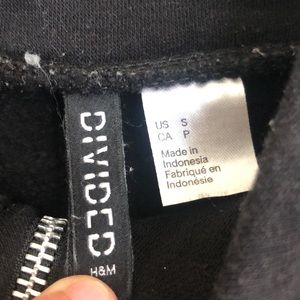 DIVIDED
H&M
US S
CA P
Made in
Indonesia
Fabriqué en
Indonésie